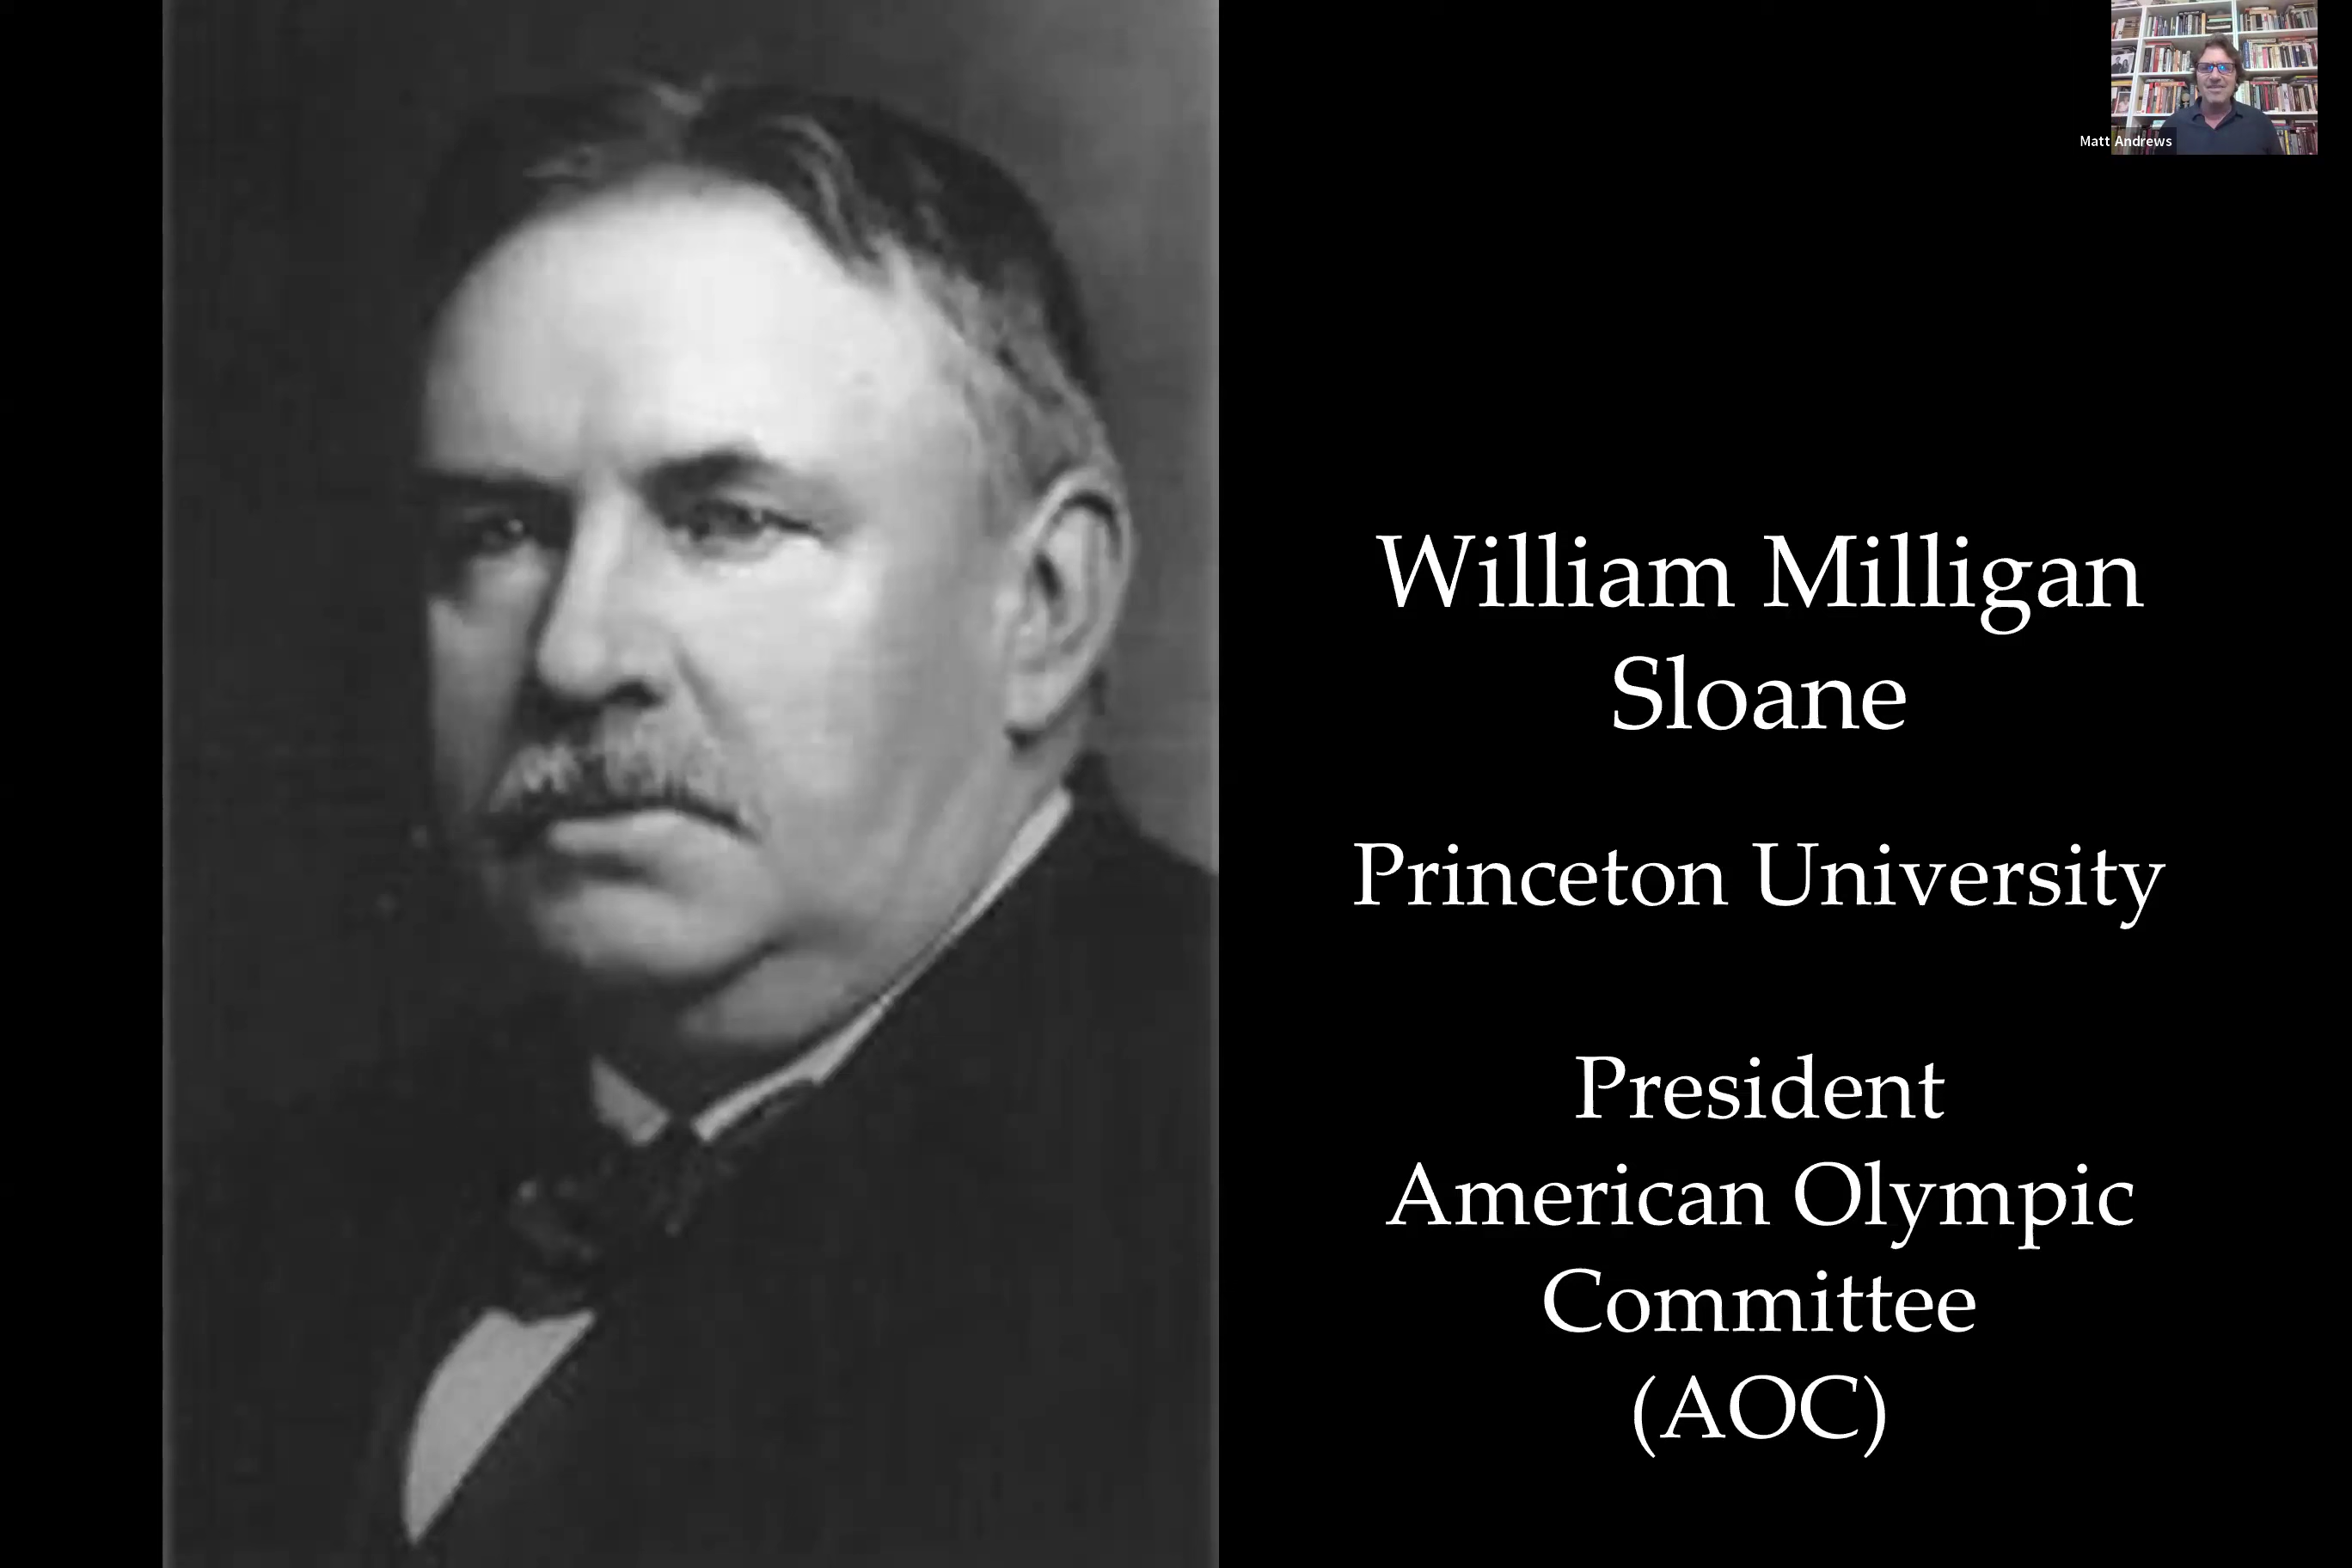 Matt Andrews
William Milligan
Sloane
Princeton University
President
American Olympic
Committee
(AOC)